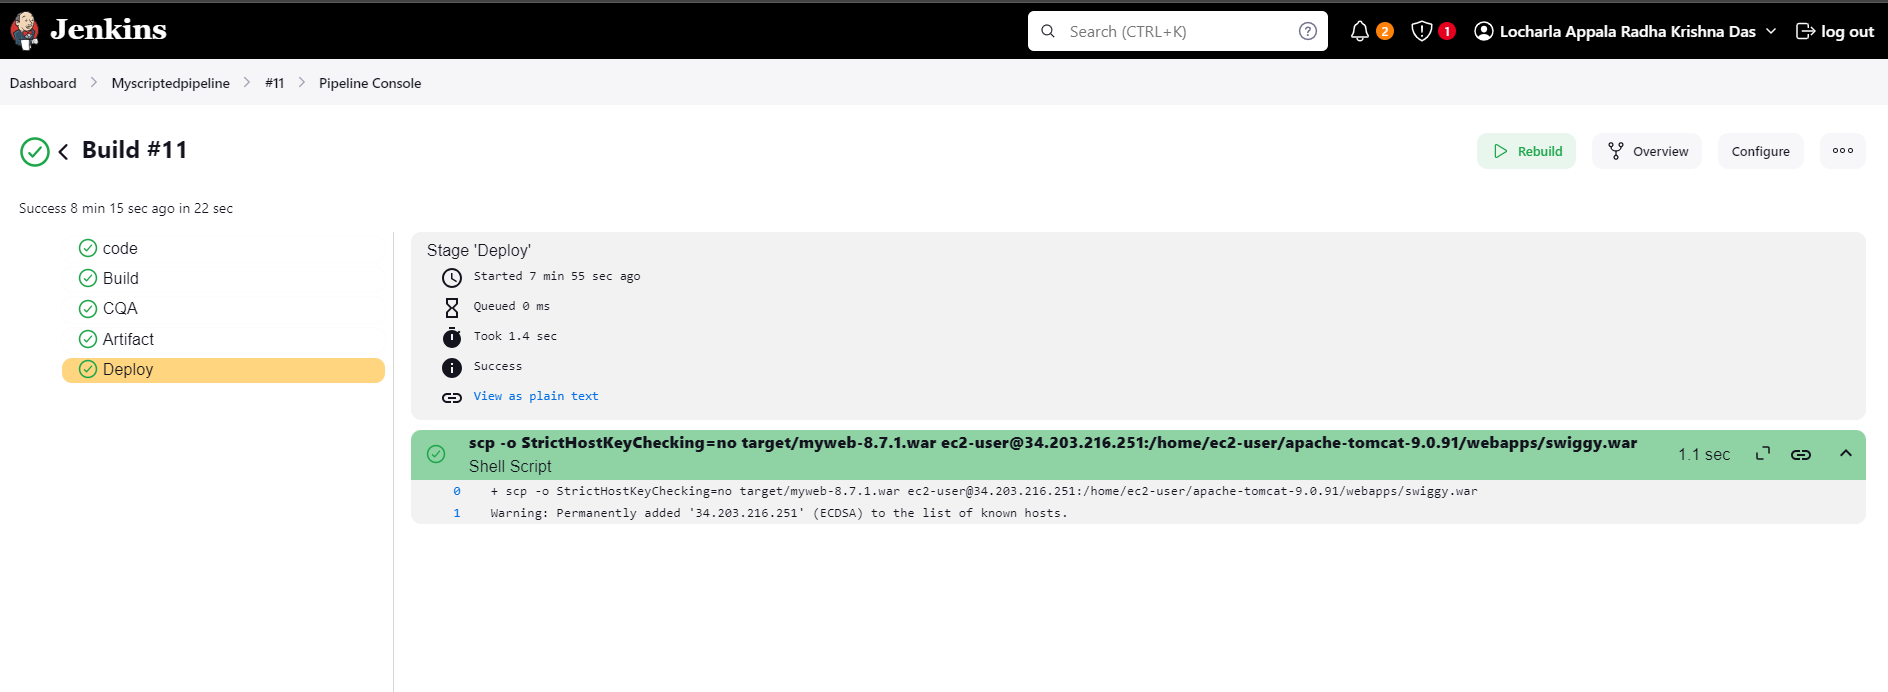 Jenkins
Search (CTRL+K)
?
2
1
Locharla Appala Radha Krishna Das
log out
Dashboard
Myscriptedpipeline
#11
Pipeline Console
Build #11
Rebuild
Overview
Configure
Success 8 min 15 sec ago in 22 sec
code
Build
CQA
Artifact
Deploy
Stage 'Deploy'
Started 7 min 55 sec ago
Queued 0 ms
Took 1.4 sec
Success
View as plain text
scp -o StrictHostKeyChecking=no target/myweb-8.7.1.war ec2-user@34.203.216.251:/home/ec2-user/apache-tomcat-9.0.91/webapps/swiggy.war
Shell Script
1.1 sec
0 + scp -o StrictHostKeyChecking=no target/myweb-8.7.1.war ec2-user@34.203.216.251:/home/ec2-user/apache-tomcat-9.0.91/webapps/swiggy.war
1 Warning: Permanently added '34.203.216.251' (ECDSA) to the list of known hosts.